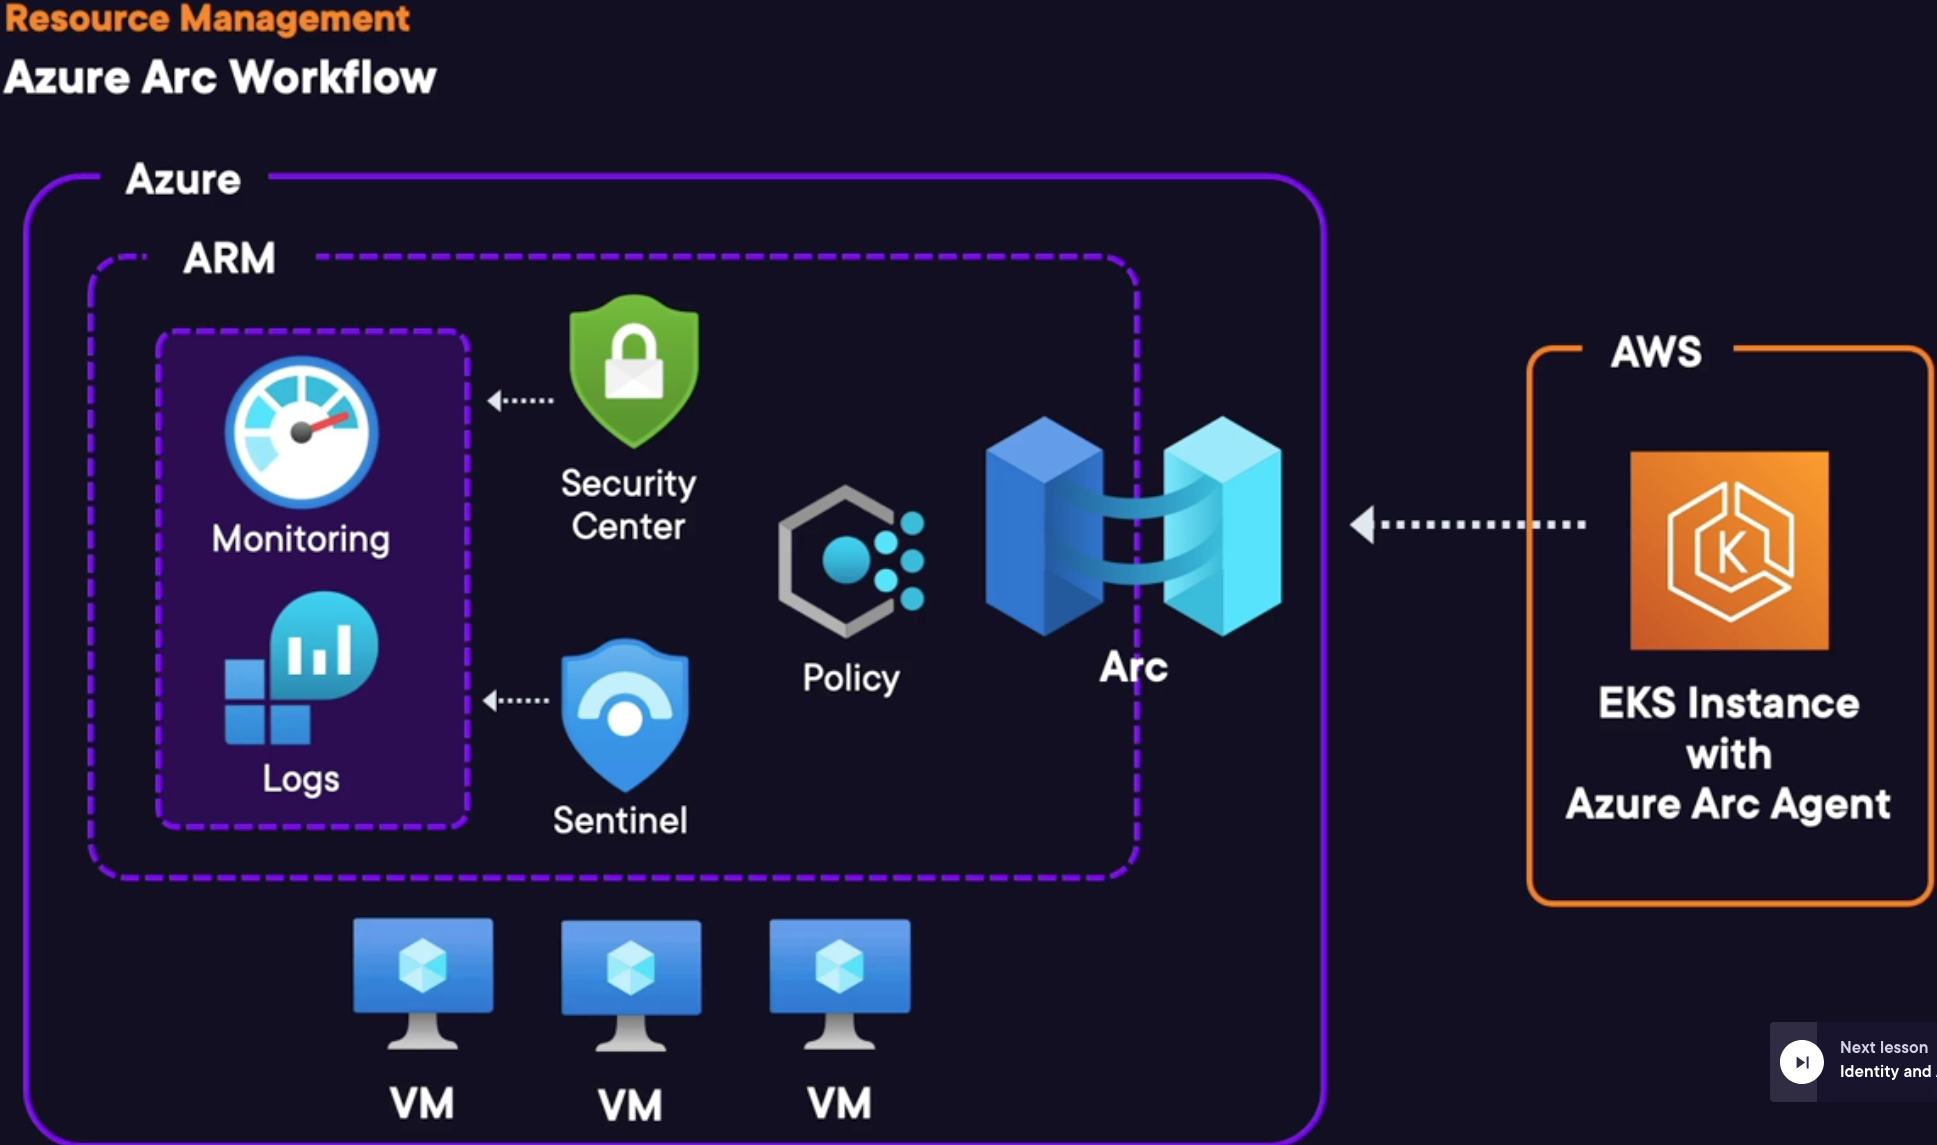 Resource Management
Azure Arc Workflow
Azure
ARM
Monitoring
Logs
Security
Center
Sentinel
Policy
Arc
AWS
K
EKS Instance
with
Azure Arc Agent
VM
VM
VM
Next lesson
Identity and